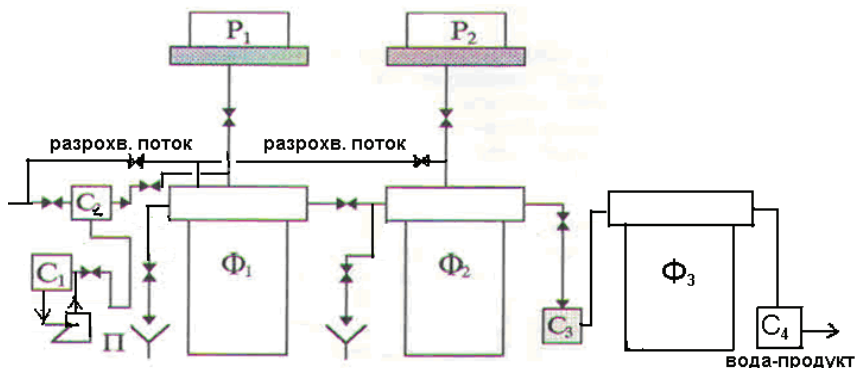 P₁
P₂
разрохв. поток
разрохв. поток
C₂
C₁
П
Ф₁
Ф₂
C₃
Ф₃
C₄
вода-продукт